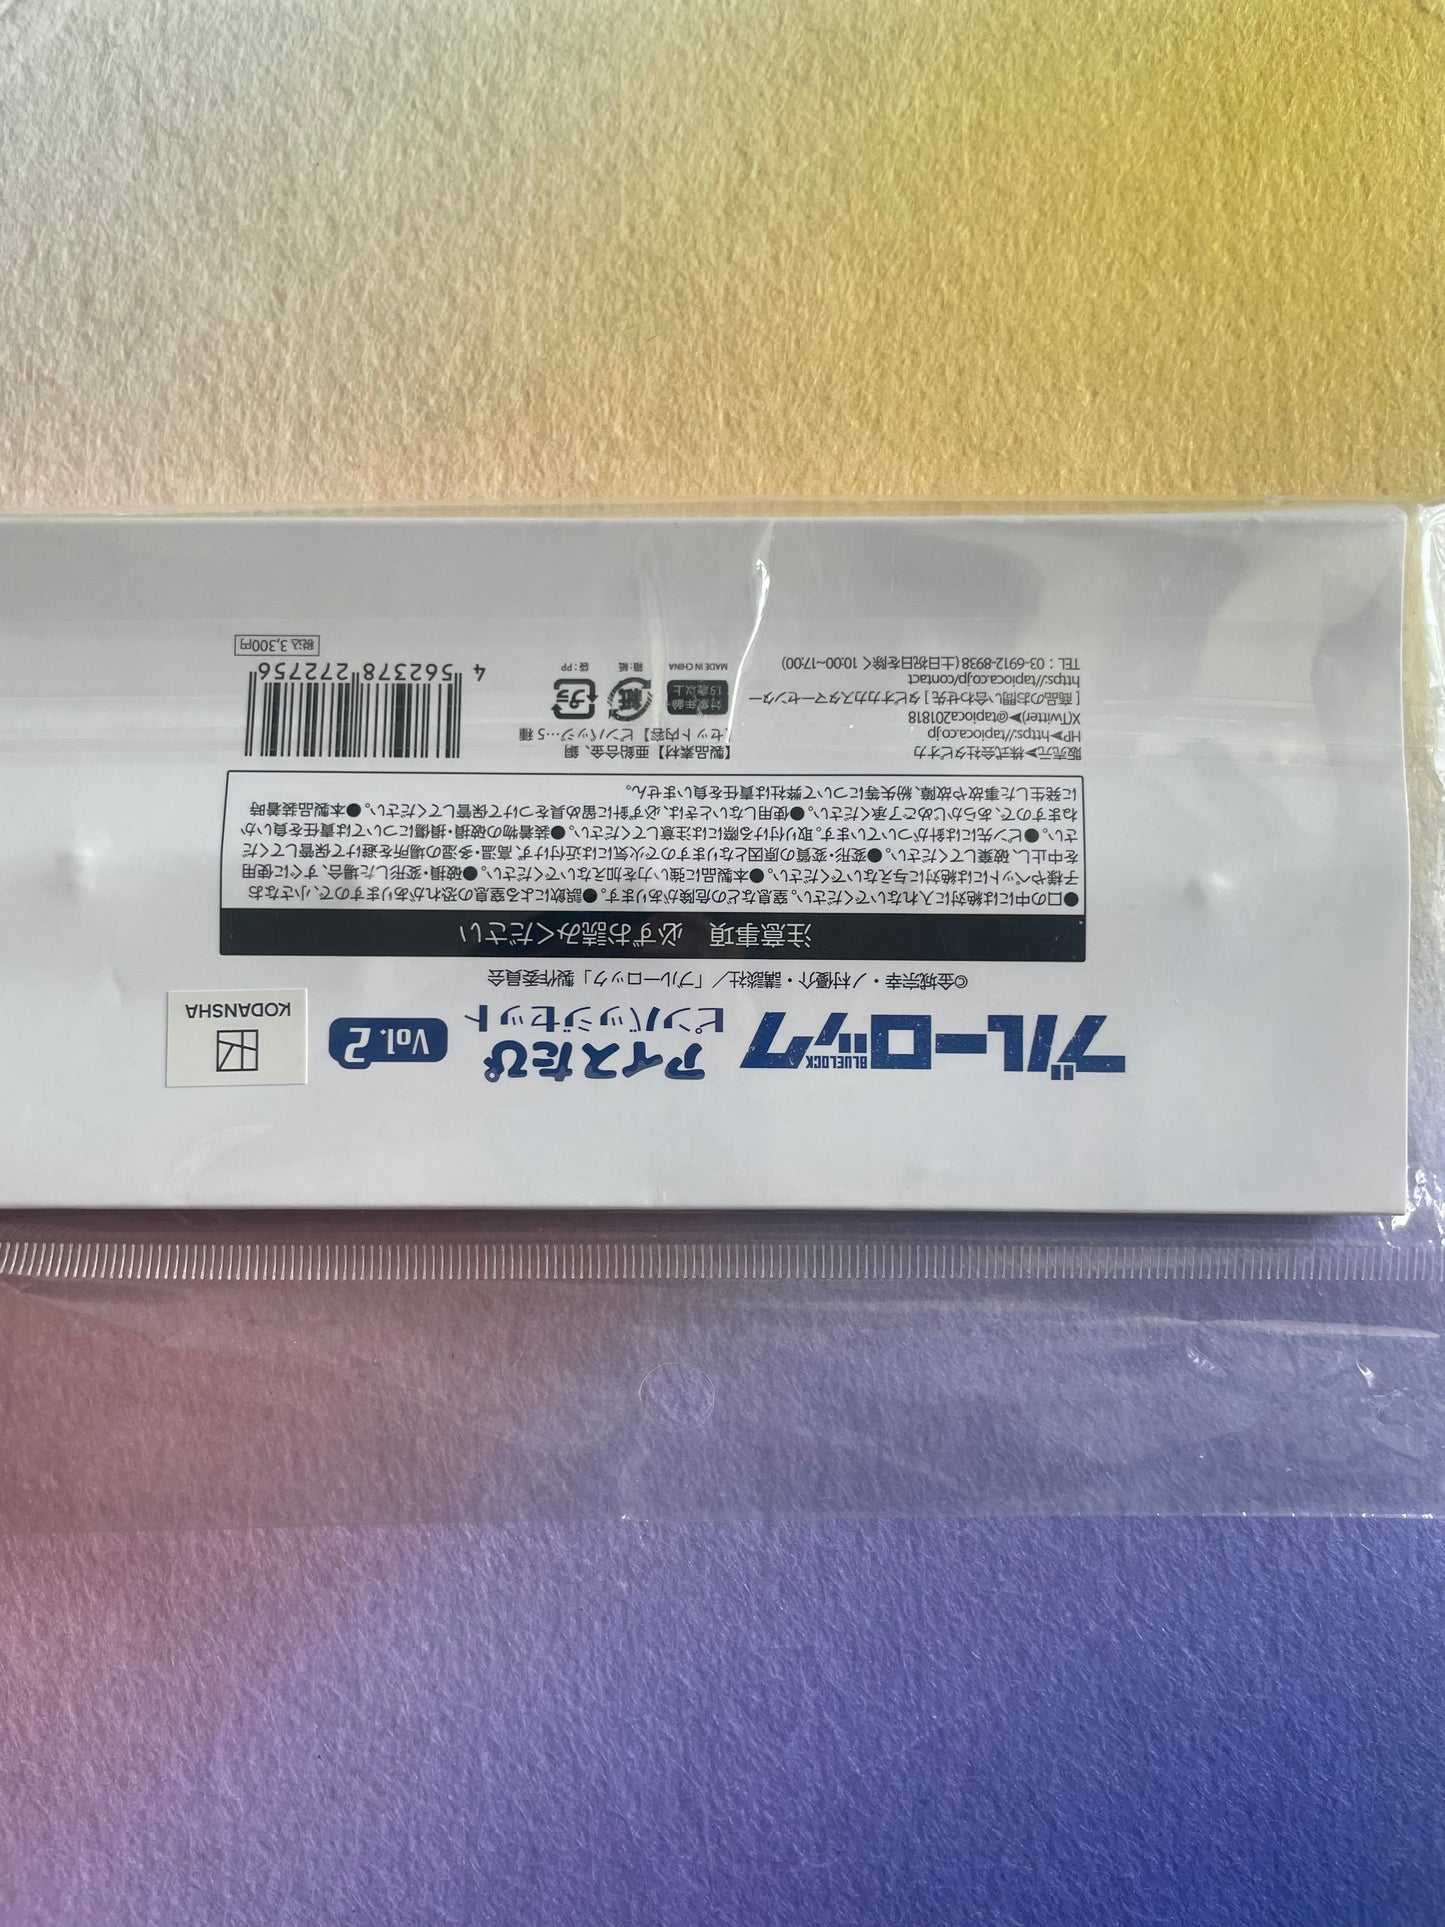 ブルーロック
BLUELOCK
アイスたび
ピンバッジセット
Vol.2
KODANSHA
©金城宗幸・ノ村優介・講談社／「ブルーロック」製作委員会
注意事項 必ずお読みください
●口の中には絶対に入れないでください。窒息などの危険があります。●誤飲による窒息の恐れがありますので、小さなお
子様やペットには絶対に与えないでください。●本製品に強い力を加えないでください。●破損・変形した場合、すぐに使用
を中止し、破棄してください。●変形・変質の原因となりますので火気には近付けず、高温・多湿の場所を避けて保管してくだ
さい。●ピン先には針がついています。取り付ける際には注意してください。●装着物の破損・損傷については責任を負いか
ねますので、あらかじめご了承ください。●使用しないときは、必ず針に留め具をつけて保管してください。●本製品装着時
に発生した事故や故障、紛失等について弊社は責任を負いません。
販売元▶株式会社タピオカ
HP▶https://tapioca.co.jp
X(Twitter)▶@tapioca201818
[商品のお問い合わせ先]タピオカカスタマーセンター
https://tapioca.co.jp/contact
TEL：03-6912-8938(土日祝日を除く10:00~17:00)
【製品素材】亜鉛合金、銅
セット内容】ピンバッジ…5種
対象年齢
15歳以上
MADE IN CHINA
紙
箱:紙
プラ
袋:PP
4 562378 272756
税込 3,300円